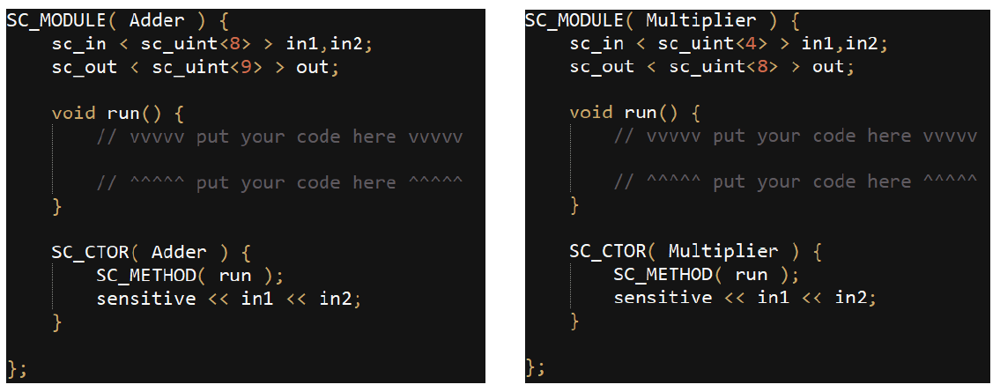 SC_MODULE( Adder ) {
sc_in < sc_uint<8> > in1,in2;
sc_out < sc_uint<9> > out;
void run() {
// vvvvv put your code here vvvvv
// ^^^^^ put your code here ^^^^^
}
SC_CTOR( Adder ) {
SC_METHOD( run );
sensitive << in1 << in2;
}
};
SC_MODULE( Multiplier ) {
sc_in < sc_uint<4> > in1,in2;
sc_out < sc_uint<8> > out;
void run() {
// vvvvv put your code here vvvvv
// ^^^^^ put your code here ^^^^^
}
SC_CTOR( Multiplier ) {
SC_METHOD( run );
sensitive << in1 << in2;
}
};